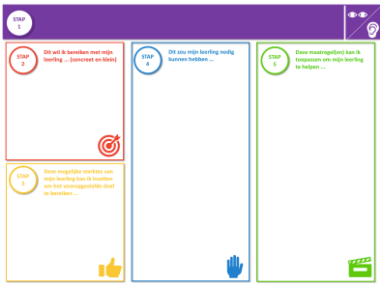 STAP
1
STAP
2
Dit wil ik bereiken met mijn
leerling ... (concreet en klein)
STAP
3
Deze mogelijke sterktes van
mijn leerling kan ik inzetten
om het vooropgestelde doel
te bereiken ...
STAP
4
Dit zou mijn leerling nodig
kunnen hebben ...
STAP
5
Deze maatregel(en) kan ik
toepassen om mijn leerling
te helpen ...